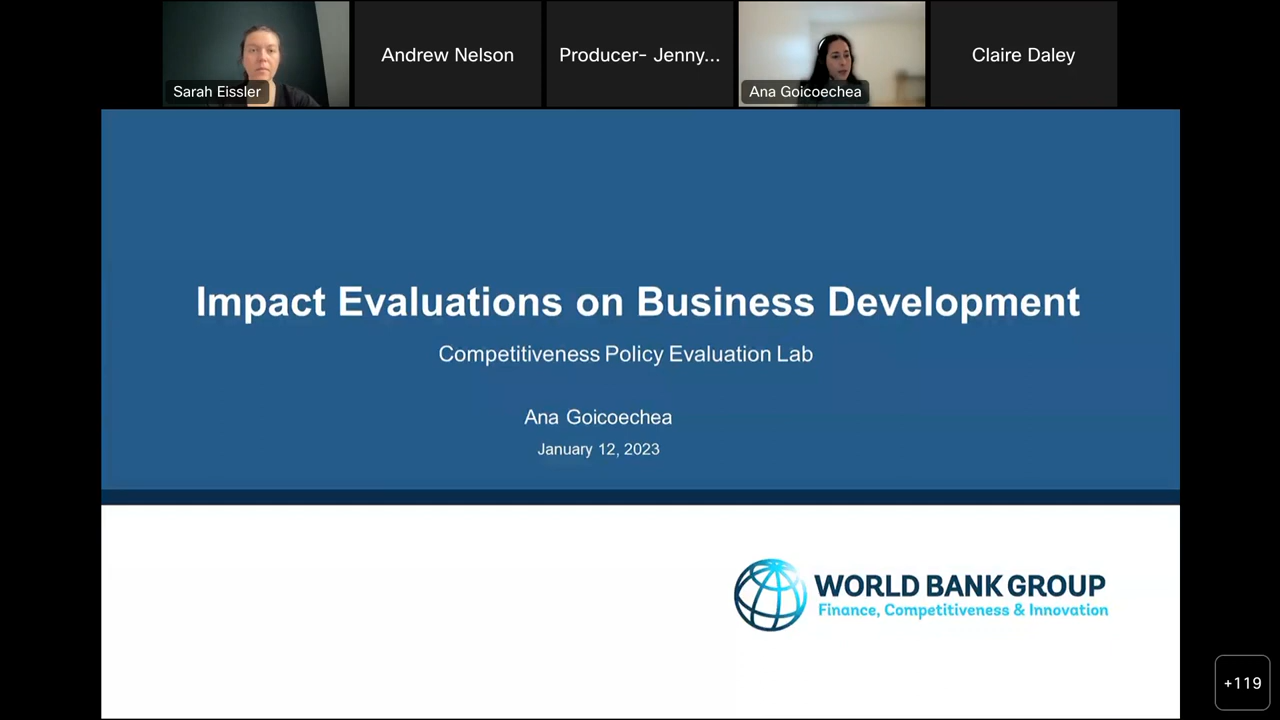 Sarah Eissler
Andrew Nelson
Producer- Jenny...
Ana Goicoechea
Claire Daley
Impact Evaluations on Business Development
Competitiveness Policy Evaluation Lab
Ana Goicoechea
January 12, 2023
WORLD BANK GROUP
Finance, Competitiveness & Innovation
+119